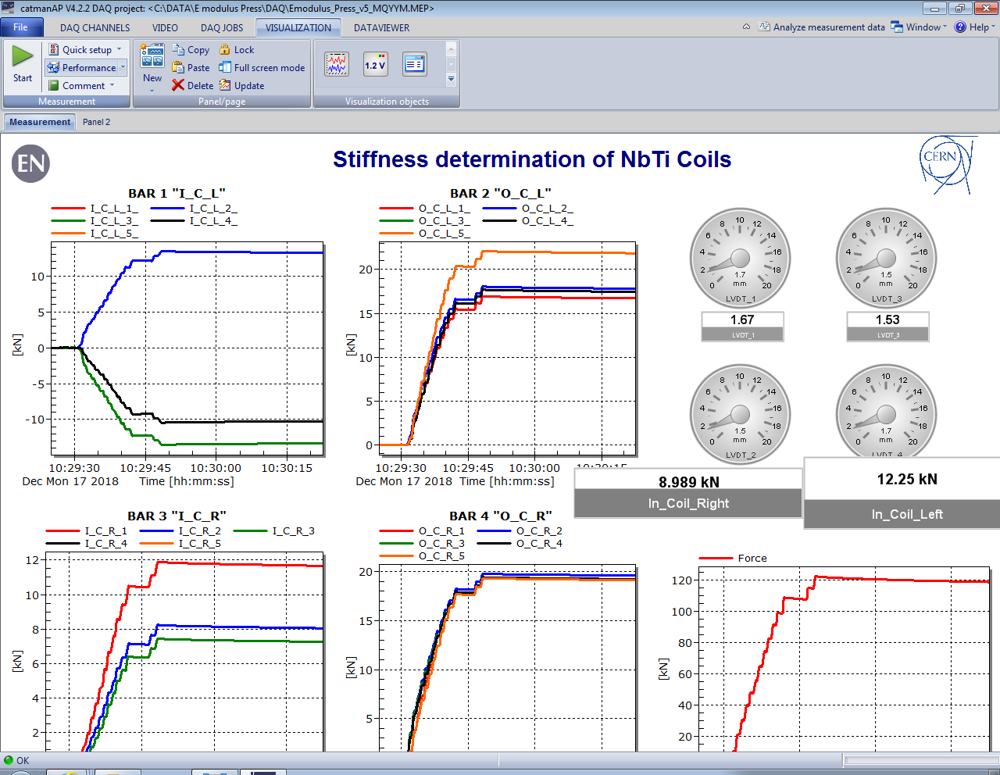 catmanAP V4.2.2 DAQ project: <C:\DATA\E modulus Press\DAQ\Emodulus_Press_v5_MQYYM.MEP>
File DAQ CHANNELS VIDEO DAQ JOBS VISUALIZATION DATAVIEWER Analyze measurement data Window Help
Start Quick setup Performance Comment
Measurement
New Copy Paste Delete Lock Full screen mode Update
Panel/page
1.2 V
Visualization objects
Measurement Panel 2
EN
Stiffness determination of NbTi Coils
CERN
BAR 1 "I_C_L"
I_C_L_1_ I_C_L_2_
I_C_L_3_ I_C_L_4_
I_C_L_5_
[kN]
10
5
0
-5
-10
10:29:30 10:29:45 10:30:00 10:30:15
Dec Mon 17 2018 Time [hh:mm:ss]
BAR 2 "O_C_L"
O_C_L_1_ O_C_L_2_
O_C_L_3_ O_C_L_4_
O_C_L_5_
[kN]
20
15
10
5
0
10:29:30 10:29:45 10:30:00 10:30:15
Dec Mon 17 2018 Time [hh:mm:ss]
0 2 4 6 8 10 12 14 16 18 20
1.7
mm
LVDT_1
1.67
LVDT_1
0 2 4 6 8 10 12 14 16 18 20
1.5
mm
LVDT_3
1.53
LVDT_3
0 2 4 6 8 10 12 14 16 18 20
1.5
mm
LVDT_2
0 2 4 6 8 10 12 14 16 18 20
1.7
mm
LVDT_4
8.989 kN
In_Coil_Right
12.25 kN
In_Coil_Left
BAR 3 "I_C_R"
I_C_R_1 I_C_R_2 I_C_R_3
I_C_R_4 I_C_R_5
[kN]
12
10
8
6
4
2
BAR 4 "O_C_R"
O_C_R_1 O_C_R_2
O_C_R_3 O_C_R_4
O_C_R_5
[kN]
20
15
10
5
Force
[kN]
120
100
80
60
40
20
OK